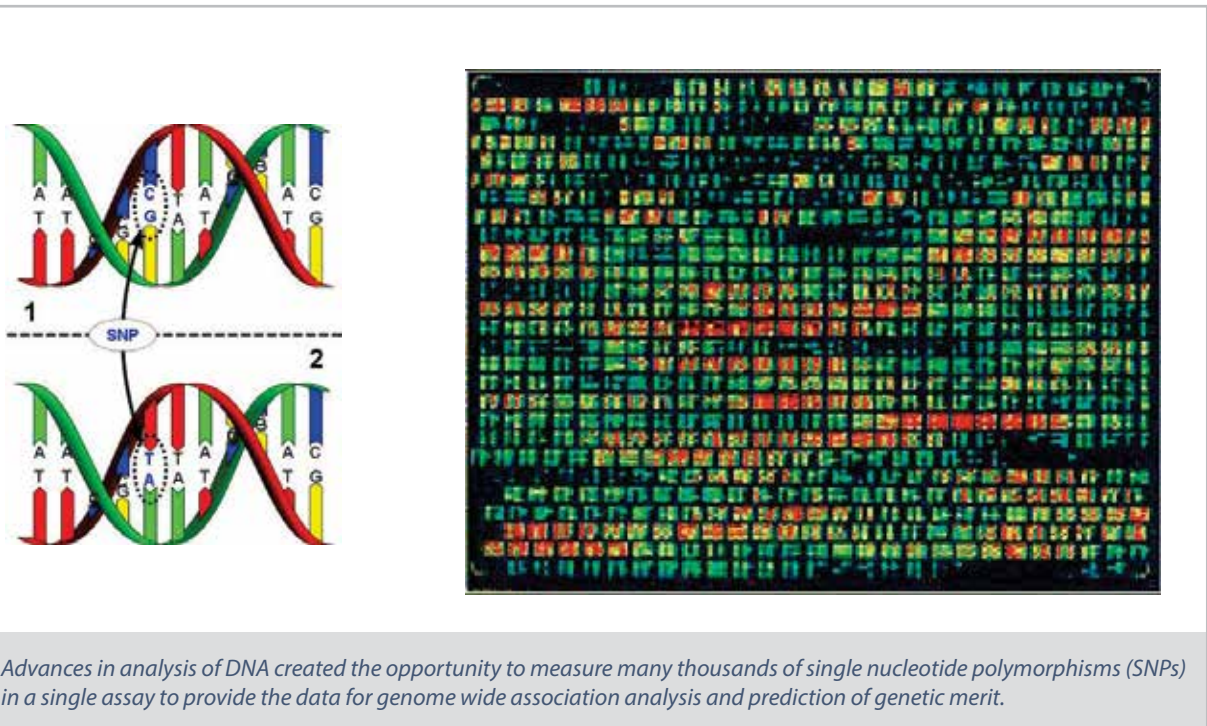 A A C T A G A C
T T G A T T G
1
SNP
2
A A T T A A C
T T G A A T T G
Advances in analysis of DNA created the opportunity to measure many thousands of single nucleotide polymorphisms (SNPs)
in a single assay to provide the data for genome wide association analysis and prediction of genetic merit.